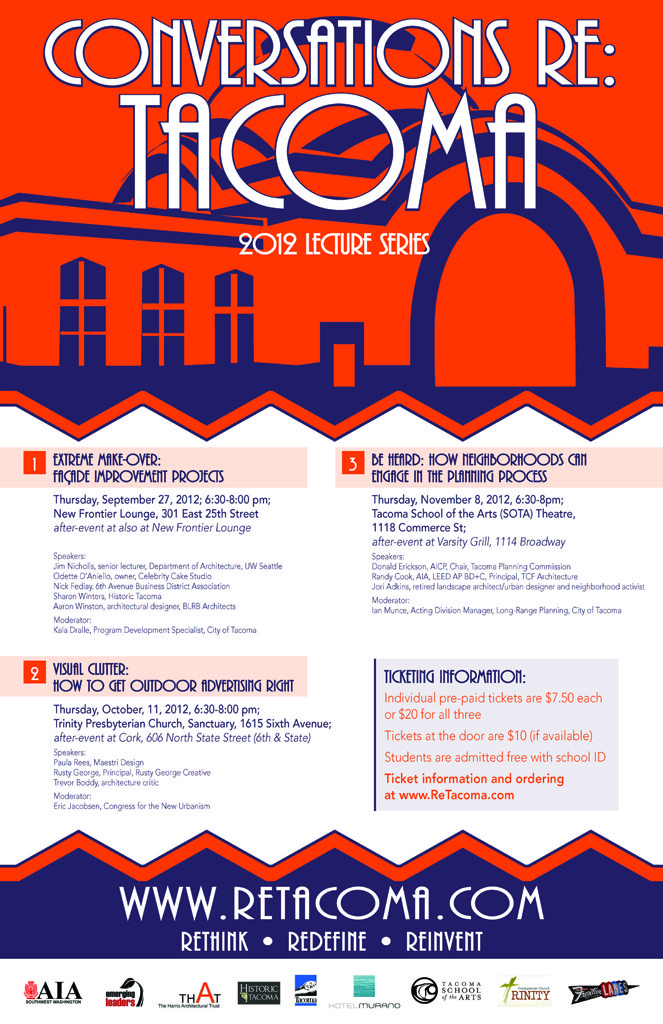 CONVERSATIONS RE:
TACOMA
2012 LECTURE SERIES
1
EXTREME MAKE-OVER:
FAÇADE IMPROVEMENT PROJECTS
Thursday, September 27, 2012; 6:30-8:00 pm;
New Frontier Lounge, 301 East 25th Street
after-event at also at New Frontier Lounge
Speakers:
Jim Nicholls, senior lecturer, Department of Architecture, UW Seattle
Odette D'Aniello, owner, Celebrity Cake Studio
Nick Fediay, 6th Avenue Business District Association
Sharon Winters, Historic Tacoma
Aaron Winston, architectural designer, BLRB Architects
Moderator:
Kaia Dralle, Program Development Specialist, City of Tacoma
2
VISUAL CLUTTER:
HOW TO GET OUTDOOR ADVERTISING RIGHT
Thursday, October, 11, 2012, 6:30-8:00 pm;
Trinity Presbyterian Church, Sanctuary, 1615 Sixth Avenue;
after-event at Cork, 606 North State Street (6th & State)
Speakers:
Paula Rees, Maestri Design
Rusty George, Principal, Rusty George Creative
Trevor Boddy, architecture critic
Moderator:
Eric Jacobsen, Congress for the New Urbanism
3
BE HEARD: HOW NEIGHBORHOODS CAN
ENGAGE IN THE PLANNING PROCESS
Thursday, November 8, 2012, 6:30-8pm;
Tacoma School of the Arts (SOTA) Theatre,
1118 Commerce St;
after-event at Varsity Grill, 1114 Broadway
Speakers:
Donald Erickson, AICP, Chair, Tacoma Planning Commission
Randy Cook, AIA, LEED AP BD+C, Principal, TCF Architecture
Jori Adkins, retired landscape architect/urban designer and neighborhood activist
Moderator:
Ian Munce, Acting Division Manager, Long-Range Planning, City of Tacoma
TICKETING INFORMATION:
Individual pre-paid tickets are $7.50 each
or $20 for all three
Tickets at the door are $10 (if available)
Students are admitted free with school ID
Ticket information and ordering
at www.ReTacoma.com
WWW.RETACOMA.COM
RETHINK • REDEFINE • REINVENT
AIA
SOUTHWEST WASHINGTON
emerging
leaders
THAT
The Harris Architectural Trust
HISTORIC
TACOMA
Tacoma
HOTEL MURANO
TACOMA
SCHOOL
of the ARTS
Presbyterian Church
TRINITY
LANES